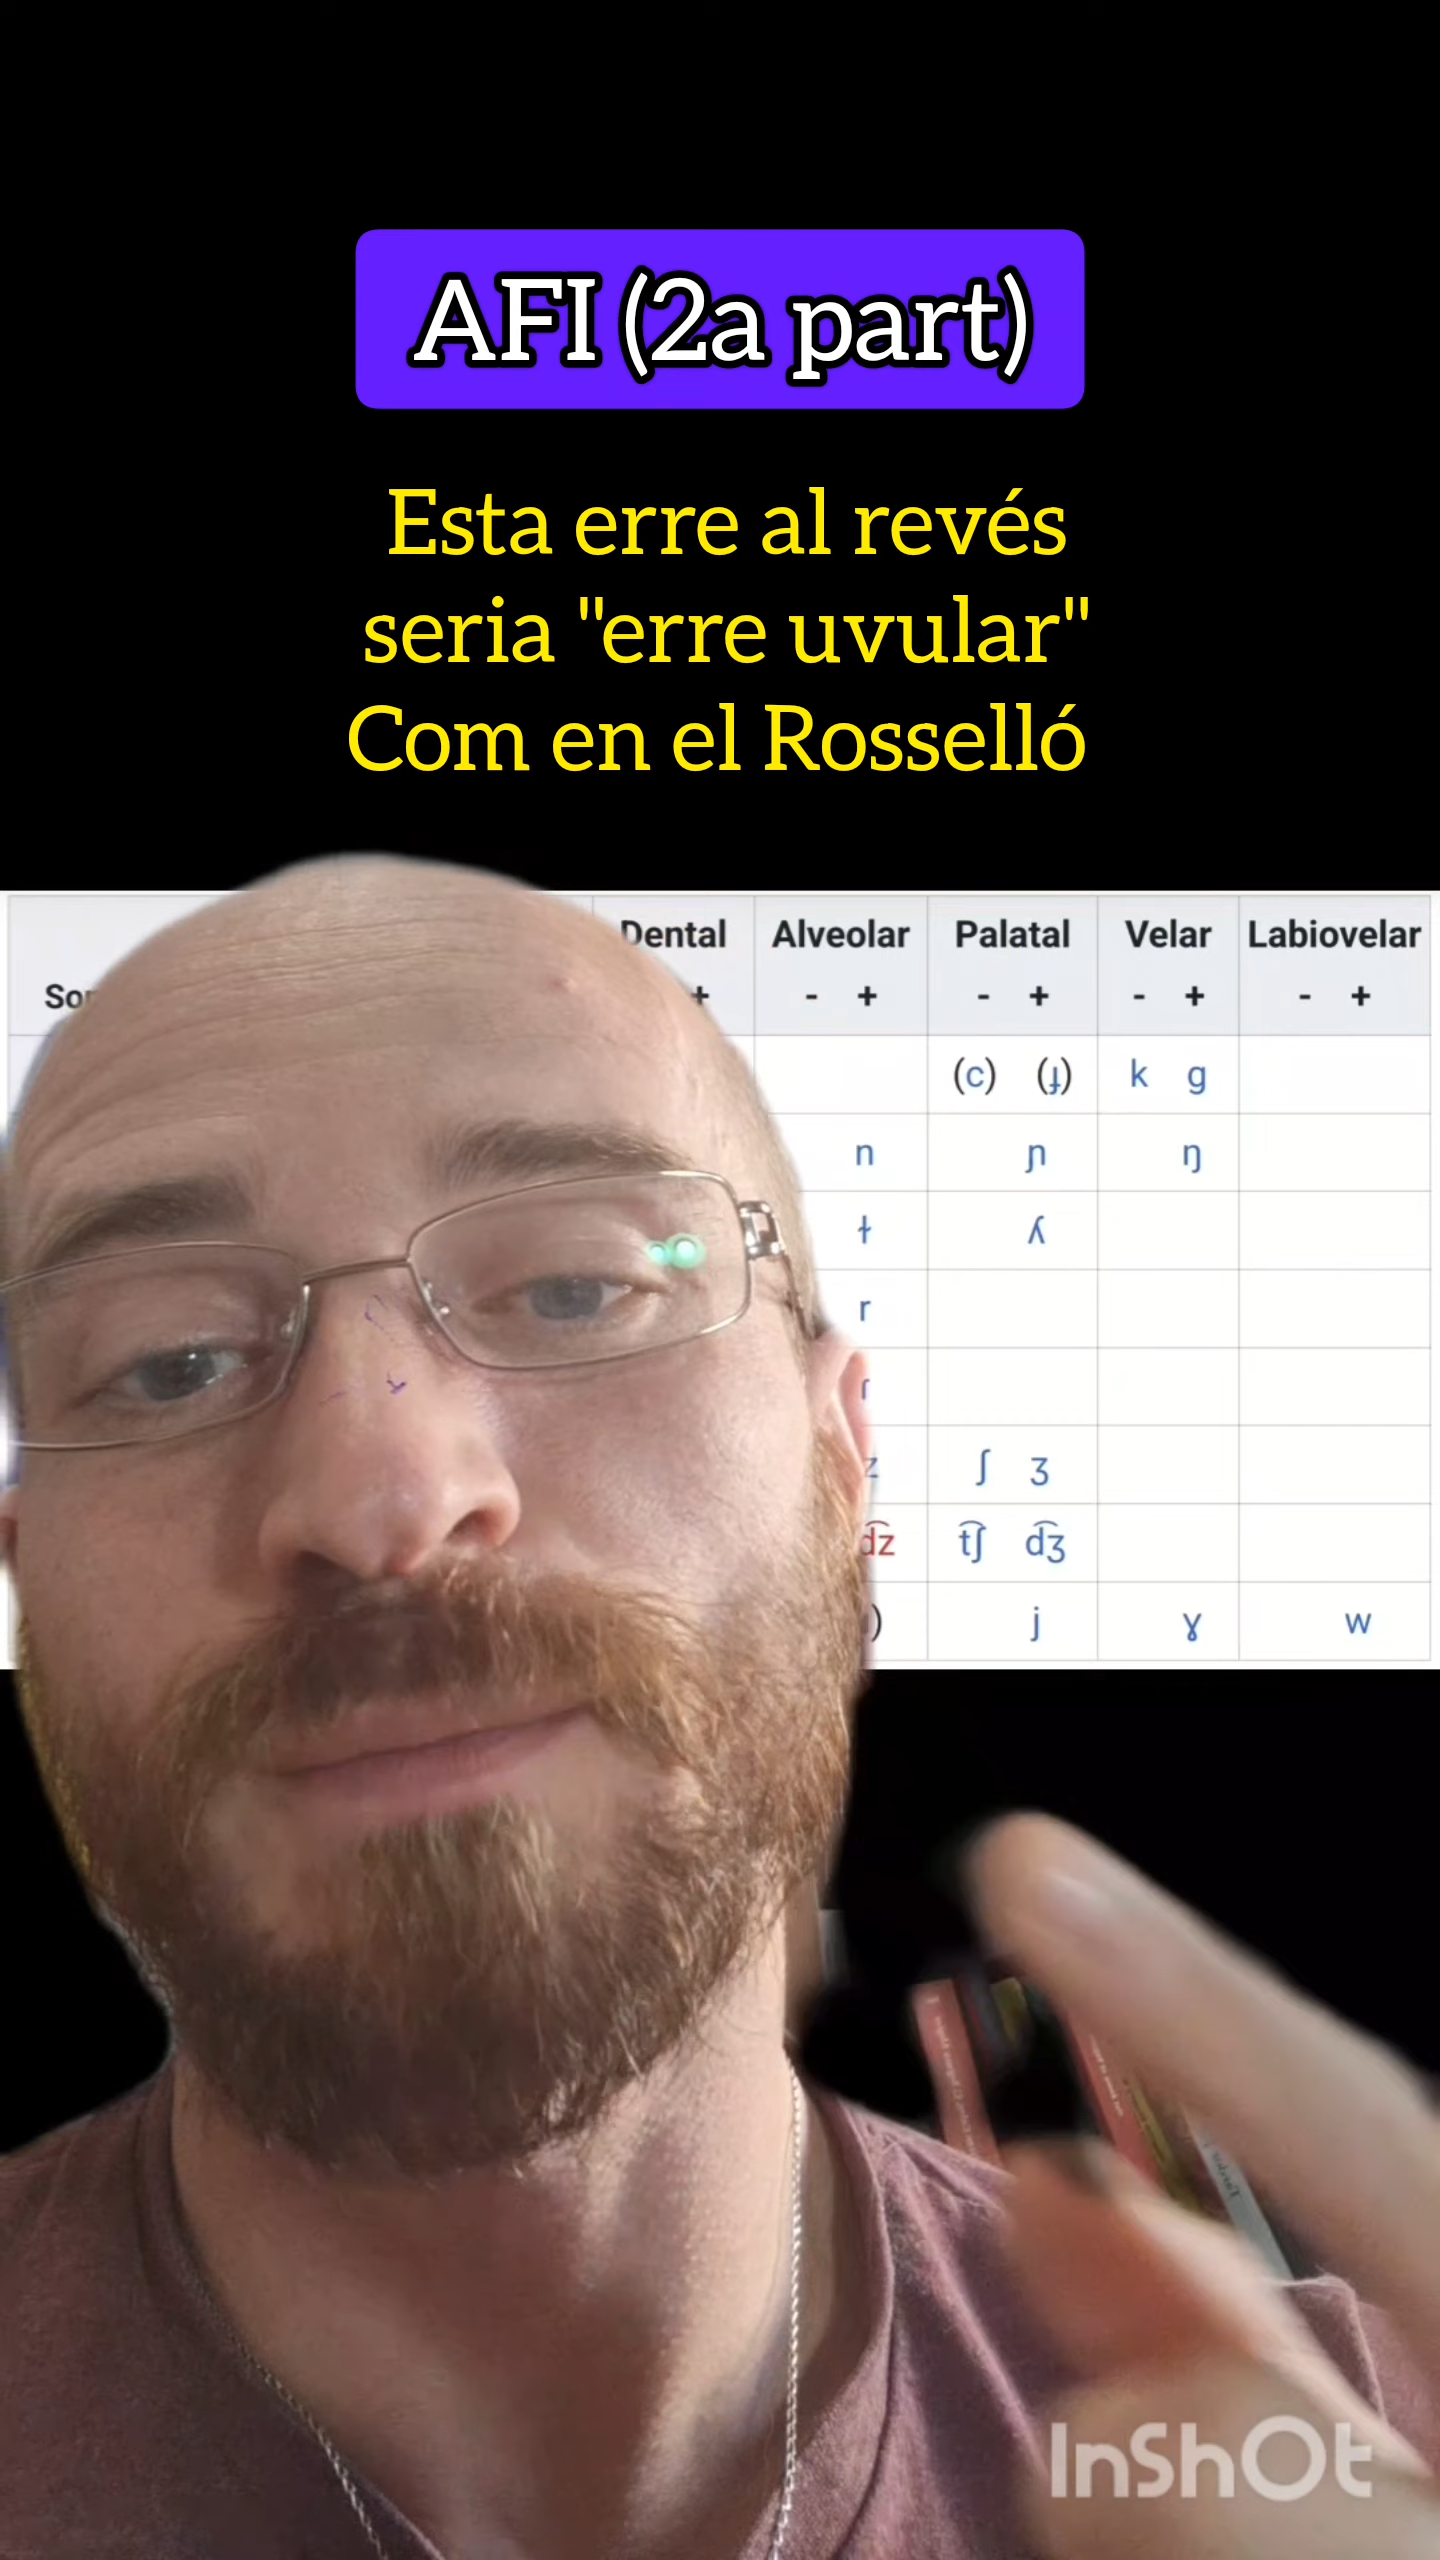 AFI (2a part)
Esta erre al revés
seria "erre uvular"
Com en el Rosselló
Dental Alveolar Palatal Velar Labiovelar
+ - + - + - + - +
(c) (ɟ) k g
n ɲ ŋ
ɫ ʎ
r
ɾ
z ʃ ʒ
d͡z t͡ʃ d͡ʒ
) j ɣ w
InShOt